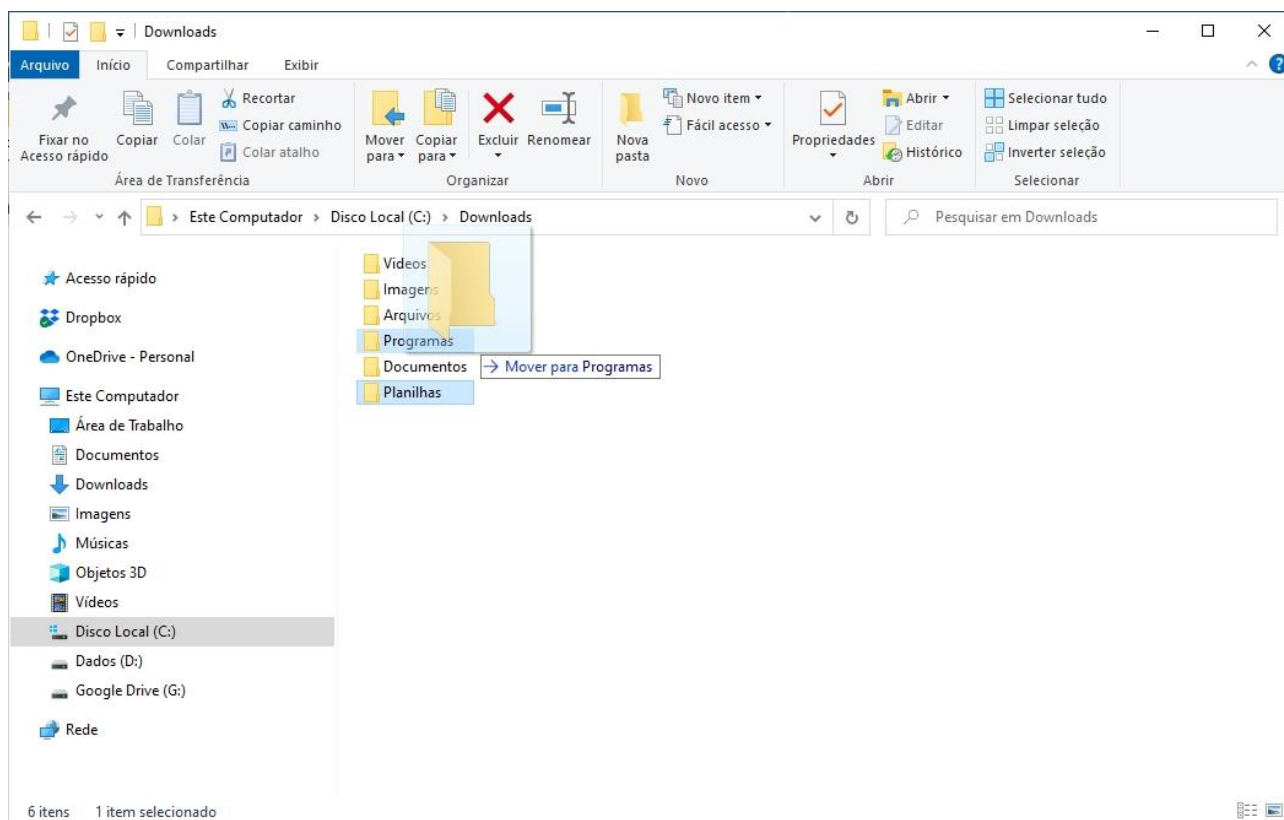 Downloads
Arquivo Início Compartilhar Exibir
Fixar no Acesso rápido
Copiar
Colar
Recortar
Copiar caminho
Colar atalho
Área de Transferência
Mover para
Copiar para
Excluir
Renomear
Organizar
Nova pasta
Novo item
Fácil acesso
Novo
Propriedades
Abrir
Editar
Histórico
Abrir
Selecionar tudo
Limpar seleção
Inverter seleção
Selecionar
Este Computador > Disco Local (C:) > Downloads
Pesquisar em Downloads
Acesso rápido
Dropbox
OneDrive - Personal
Este Computador
Área de Trabalho
Documentos
Downloads
Imagens
Músicas
Objetos 3D
Vídeos
Disco Local (C:)
Dados (D:)
Google Drive (G:)
Rede
Videos
Imagens
Arquivos
Programas
Documentos
→ Mover para Programas
Planilhas
6 itens 1 item selecionado